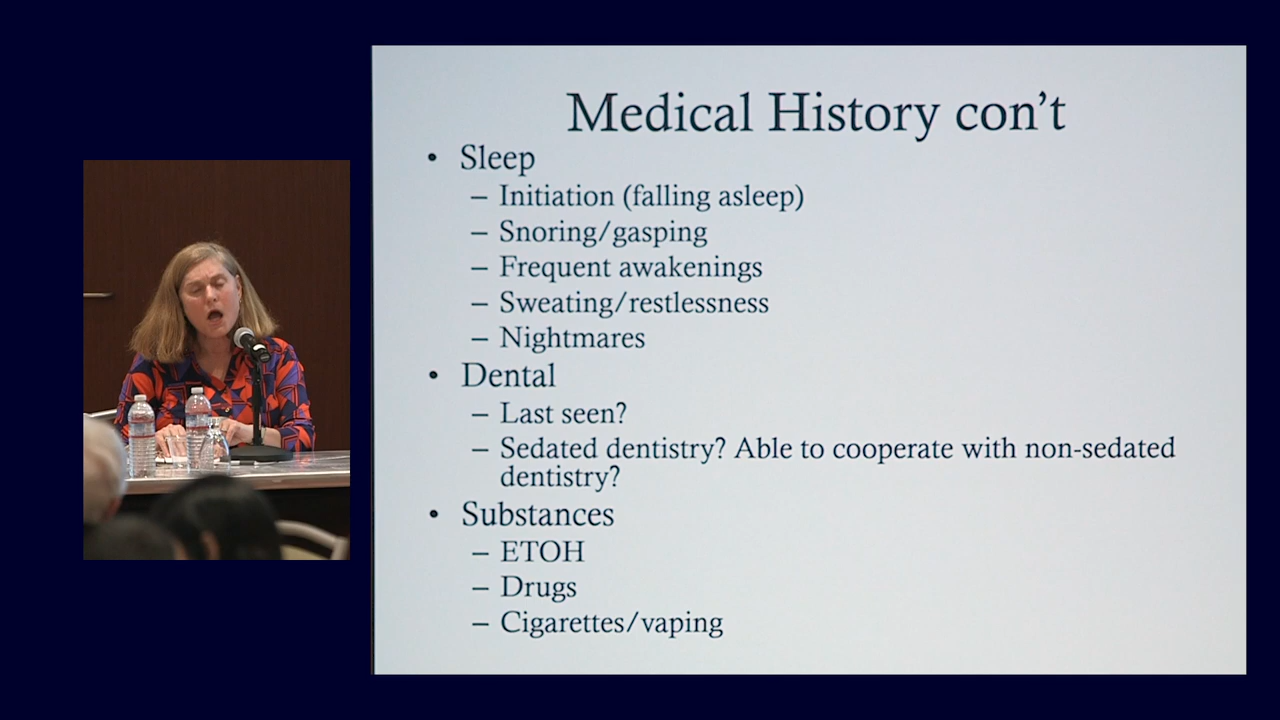 Medical History con't
• Sleep
– Initiation (falling asleep)
– Snoring/gasping
– Frequent awakenings
– Sweating/restlessness
– Nightmares
• Dental
– Last seen?
– Sedated dentistry? Able to cooperate with non-sedated
dentistry?
• Substances
– ETOH
– Drugs
– Cigarettes/vaping